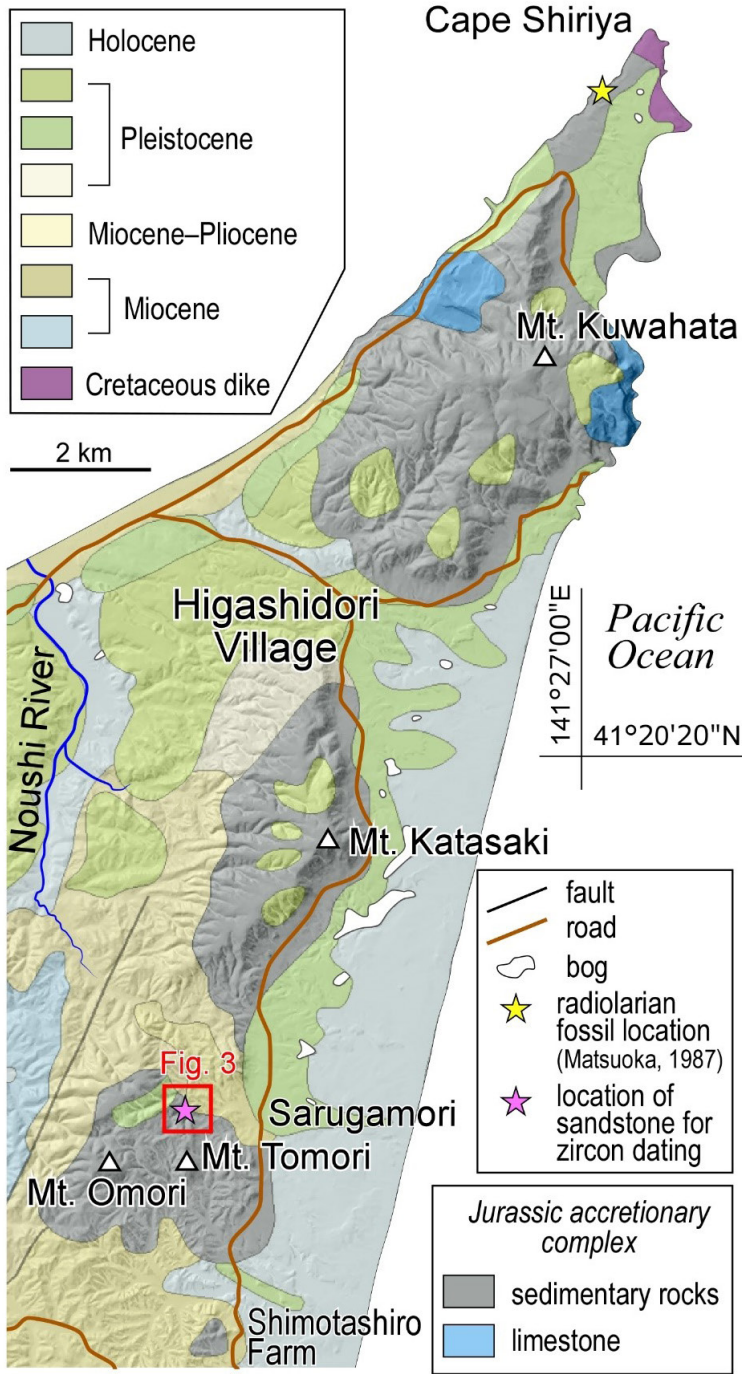 Cape Shiriya
Holocene
Pleistocene
Miocene–Pliocene
Miocene
Cretaceous dike
2 km
Mt. Kuwahata
Higashidori
Village
Pacific
Ocean
141°27'00"E
41°20'20"N
Noushi River
Mt. Katasaki
fault
road
bog
radiolarian
fossil location
(Matsuoka, 1987)
location of
sandstone for
zircon dating
Fig. 3
Sarugamori
Mt. Tomori
Mt. Omori
Jurassic accretionary
complex
sedimentary rocks
limestone
Shimotashiro
Farm